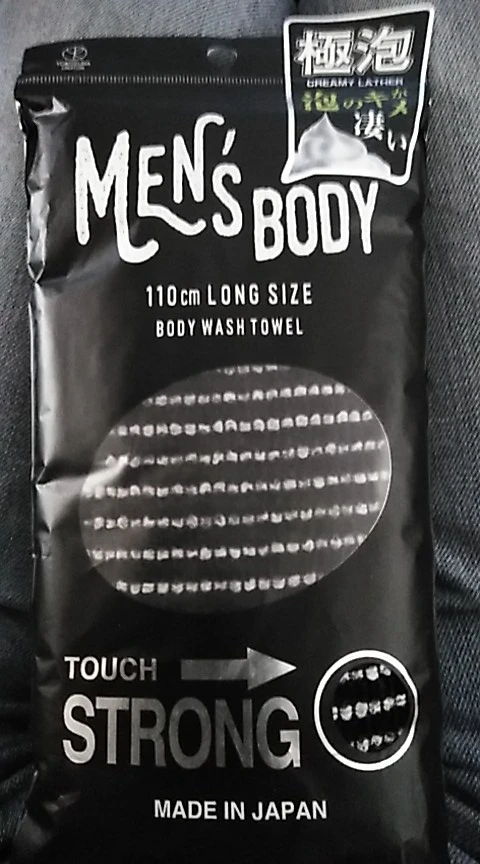 極泡
CREAMY LATHER
泡のキメが
凄い
MEN'S
BODY
110cm LONG SIZE
BODY WASH TOWEL
TOUCH
STRONG
MADE IN JAPAN